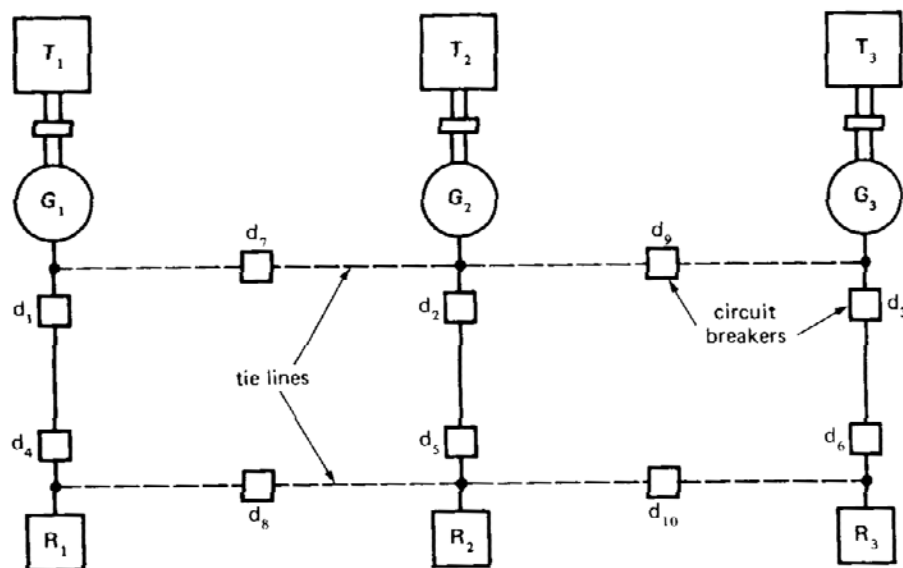 T₁ T₂ T₃
G₁ G₂ G₃
d₇ d₉
d₁ d₂ circuit breakers d₃
tie lines
d₄ d₅ d₆
d₈ d₁₀
R₁ R₂ R₃